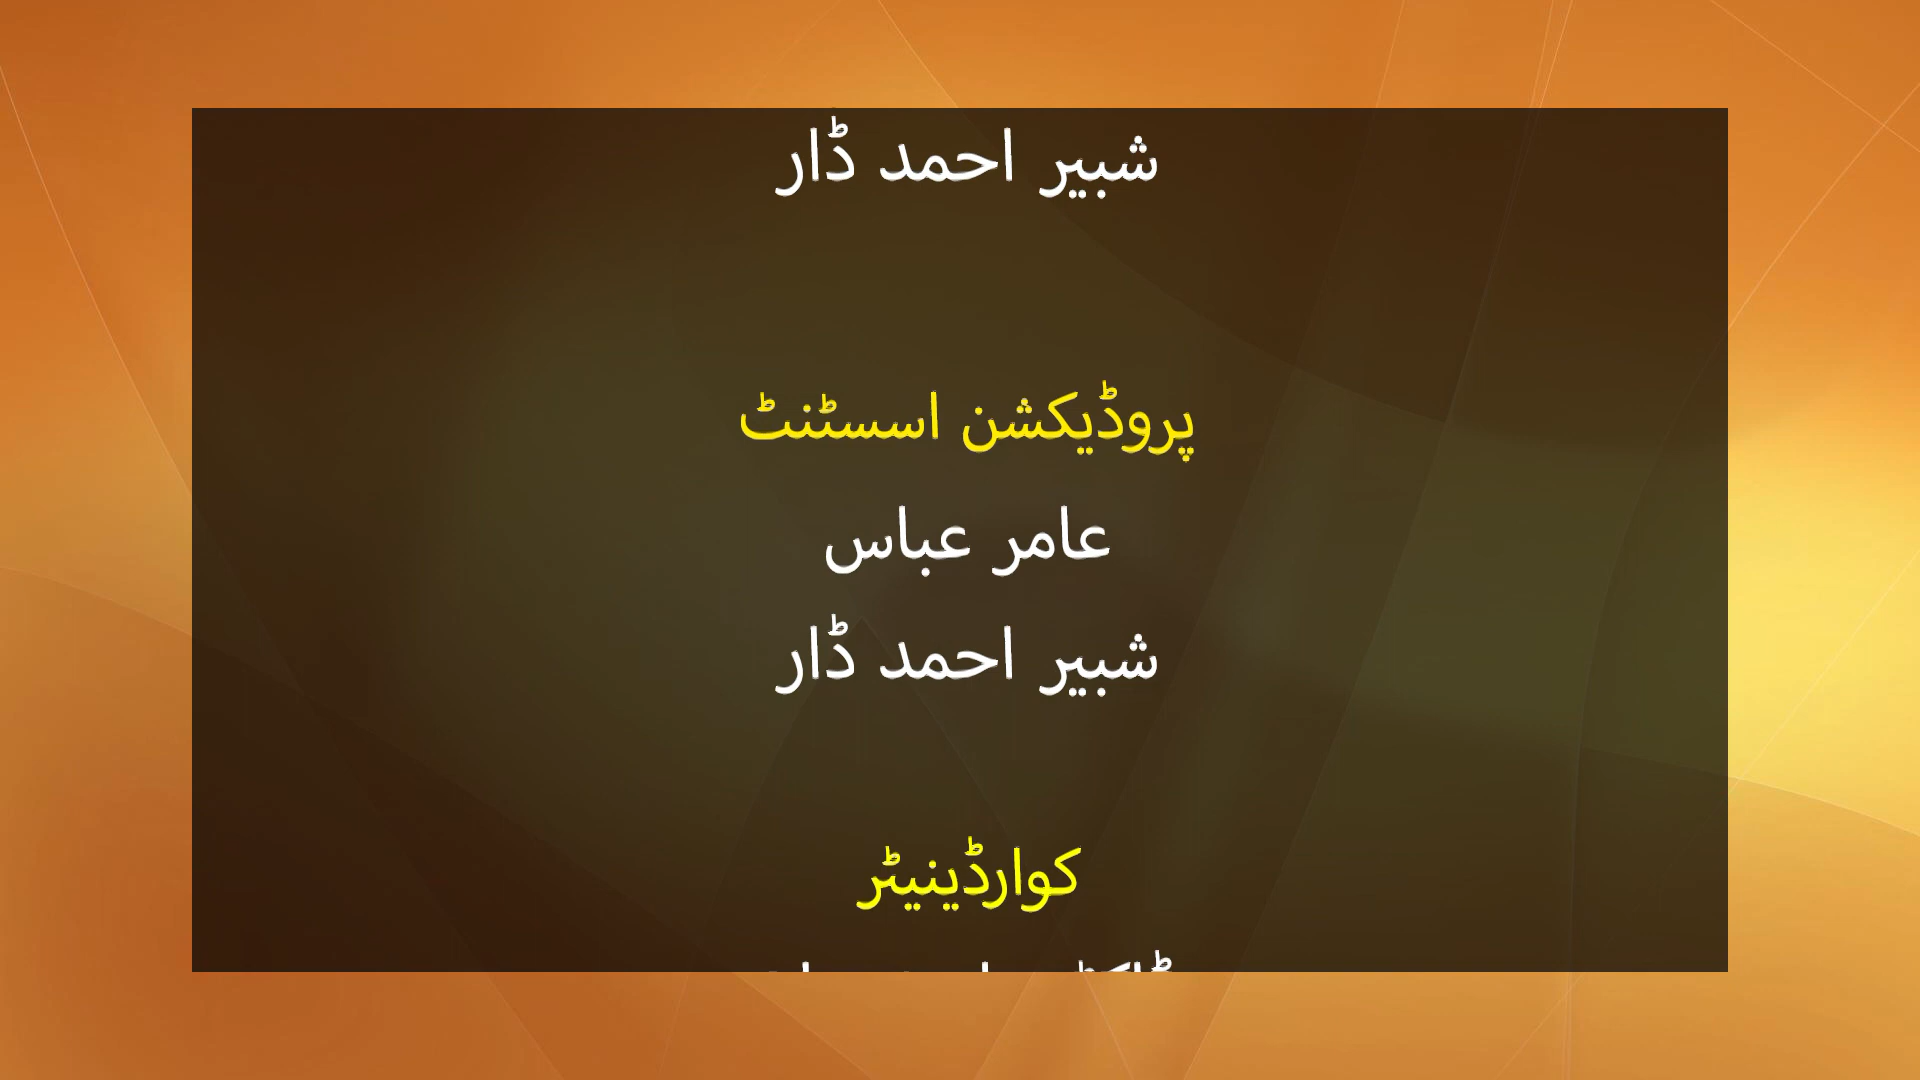 شبیر احمد ڈار
پروڈیکشن اسسٹنٹ
عامر عباس
شبیر احمد ڈار
کوارڈینیٹر